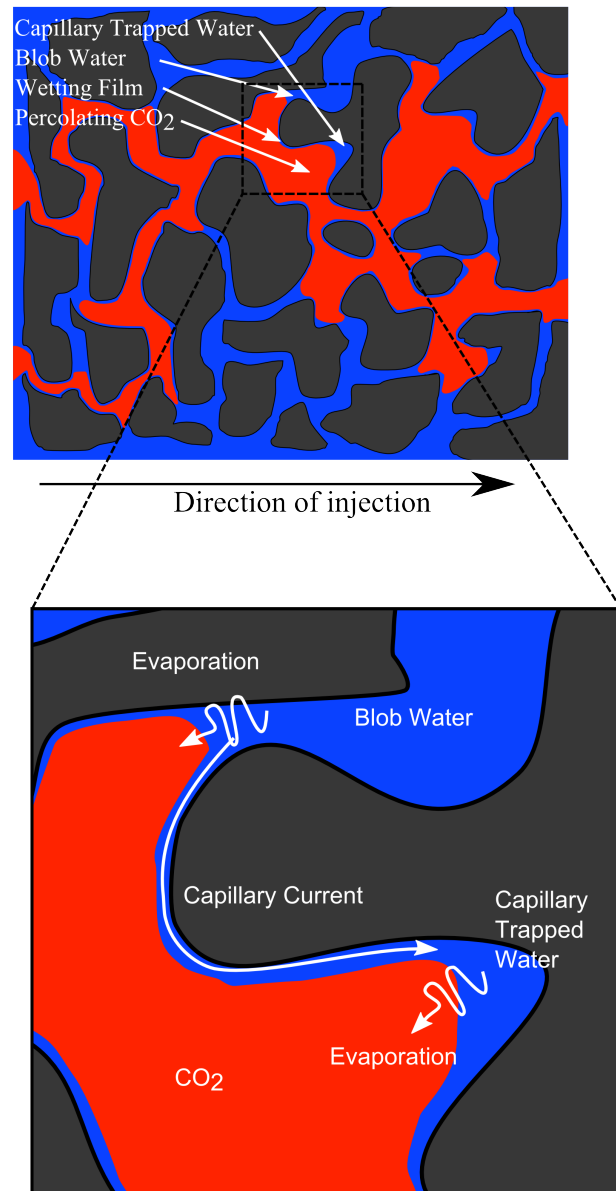 Capillary Trapped Water
Blob Water
Wetting Film
Percolating CO2
Direction of injection
Evaporation
Blob Water
Capillary Current
Capillary
Trapped
Water
Evaporation
CO2